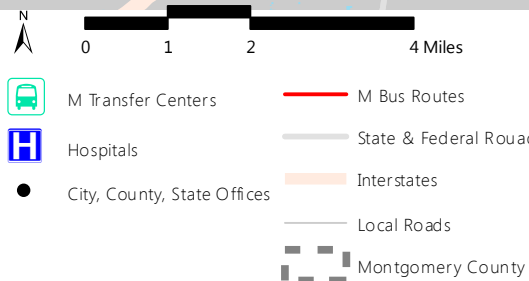 N
0 1 2 4 Miles
M Transfer Centers
H Hospitals
City, County, State Offices
M Bus Routes
State & Federal Rouad
Interstates
Local Roads
Montgomery County